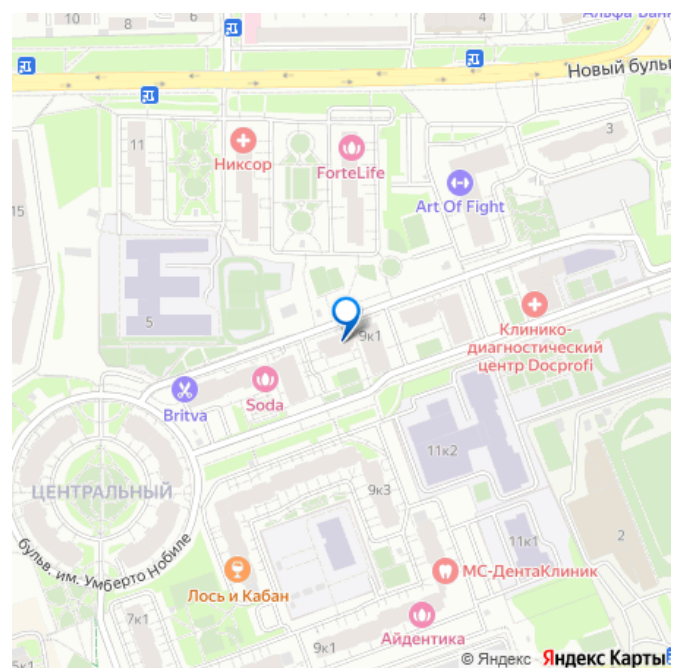 10
8
6
4
Альфа-Банк
Новый бульв
11
Никсор
ForteLife
3
Art Of Fight
15
5
9к1
Клинико-
диагностический
центр Docprofi
Britva
Soda
11к2
ЦЕНТРАЛЬНЫЙ
9к3
11к1
2
бульв. им. Умберто Нобиле
Лось и Кабан
МС-ДентаКлиник
7к1
Айдентика
9к1
5к1
© Яндекс Яндекс Карты